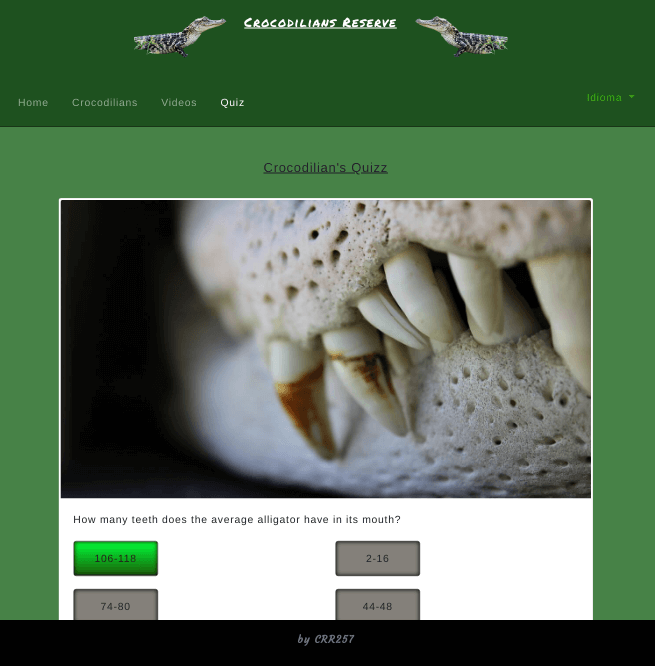 Crocodilians Reserve
Home Crocodilians Videos Quiz Idioma
Crocodilian's Quizz
How many teeth does the average alligator have in its mouth?
106-118 2-16
74-80 44-48
by CRR257